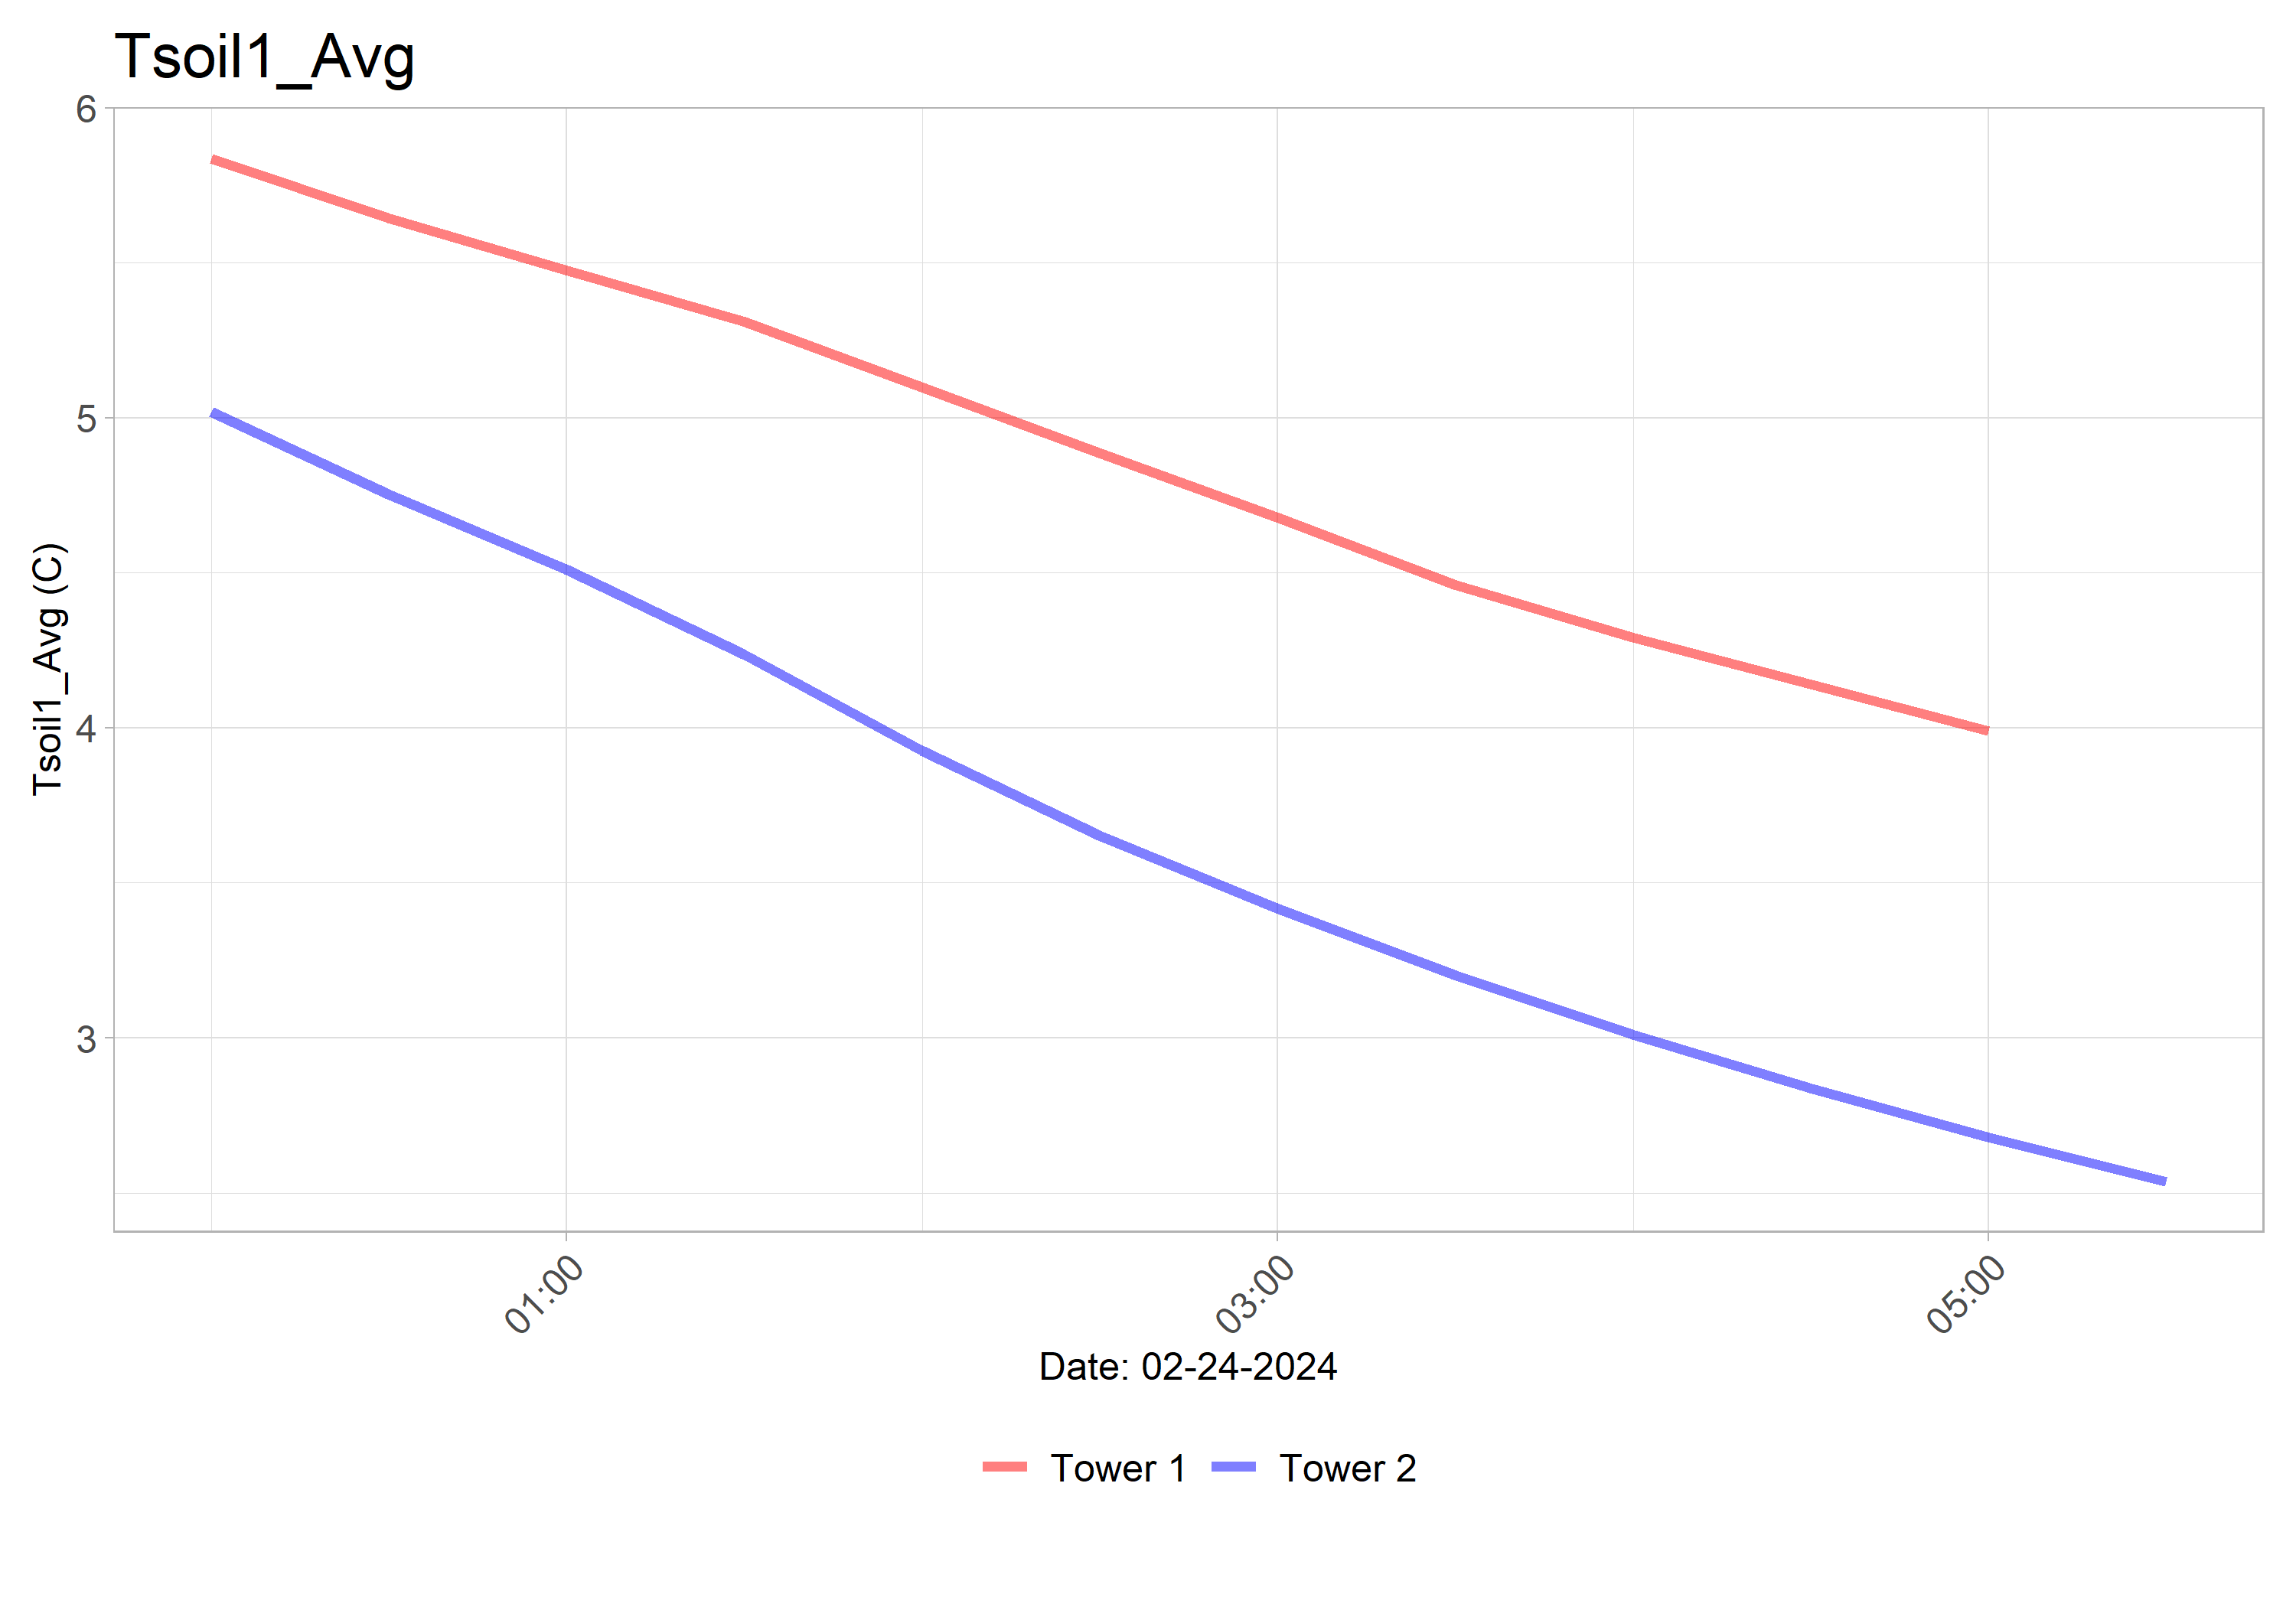 Tsoil1_Avg
6
5
4
3
Tsoil1_Avg (C)
01:00
03:00
05:00
Date: 02-24-2024
Tower 1
Tower 2